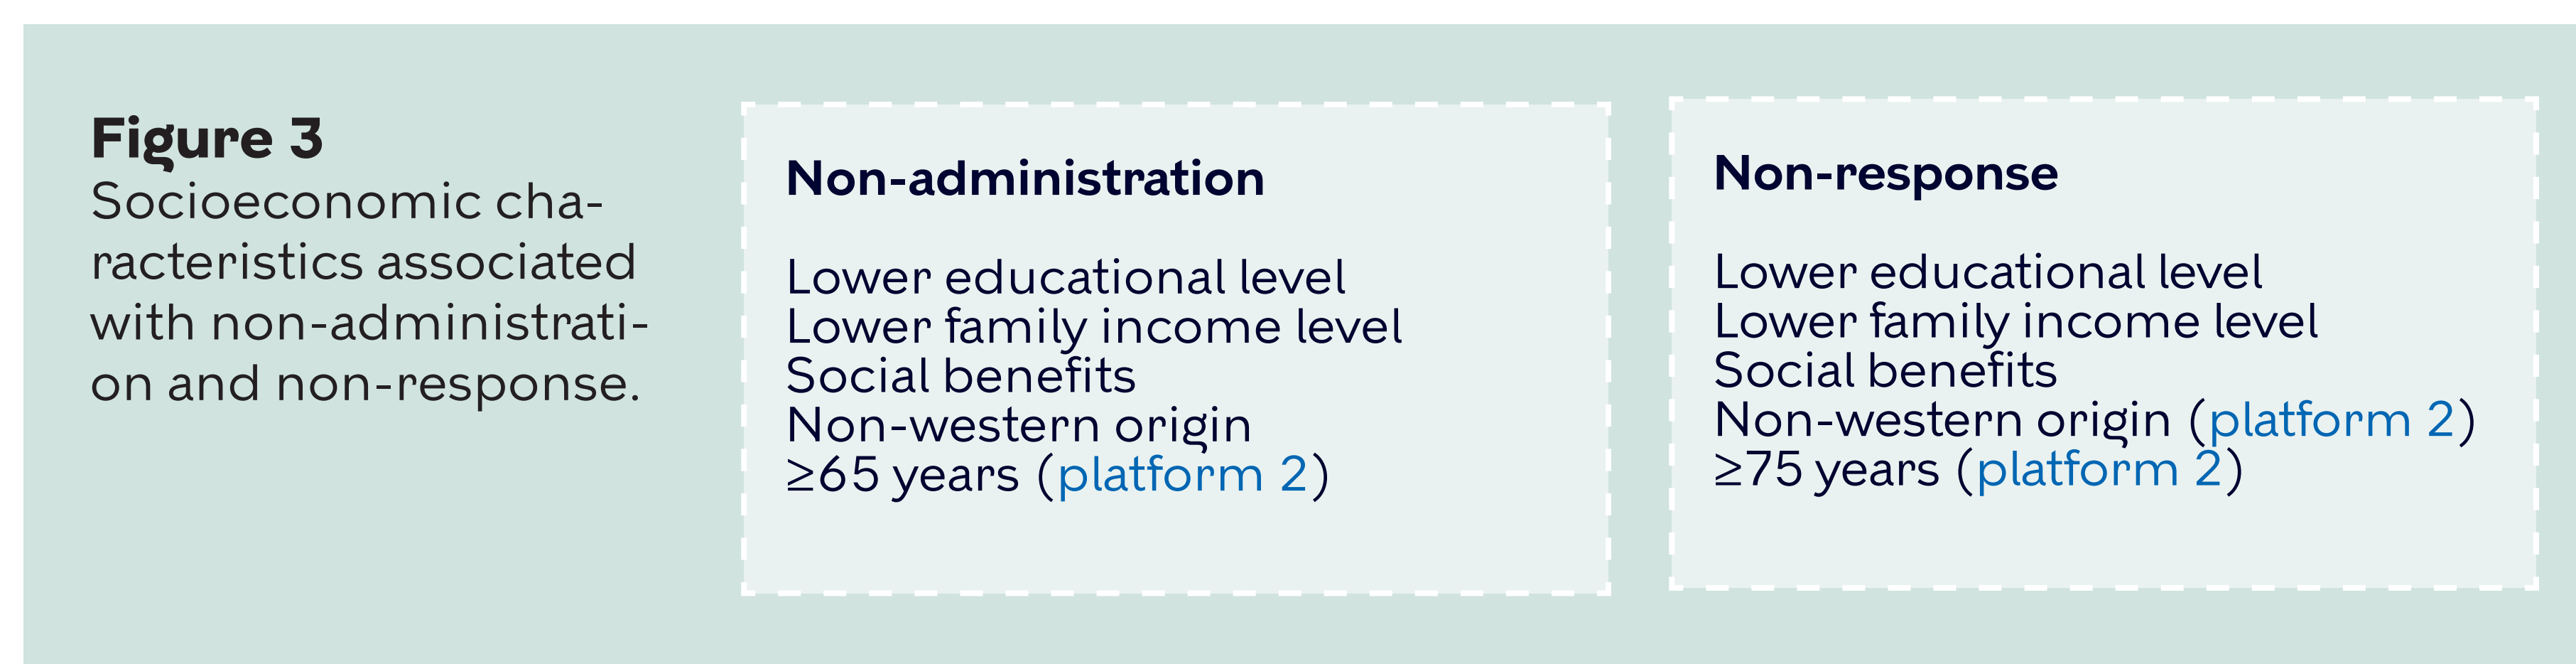 Figure 3
Socioeconomic cha-
racteristics associated
with non-administrati-
on and non-response.
Non-administration
Lower educational level
Lower family income level
Social benefits
Non-western origin
≥65 years (platform 2)
Non-response
Lower educational level
Lower family income level
Social benefits
Non-western origin (platform 2)
≥75 years (platform 2)